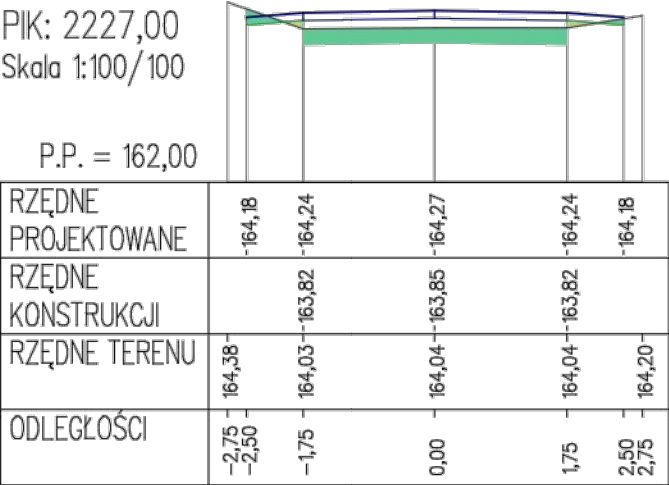 PIK: 2227,00
Skala 1:100/100
P.P. = 162,00
RZĘDNE
PROJEKTOWANE
-164,18 -164,24 -164,27 -164,24 -164,18
RZĘDNE
KONSTRUKCJI
-163,82 -163,85 -163,82
RZĘDNE TERENU
164,38 164,03 164,04 164,04 164,20
ODLEGŁOŚCI
-2,75 -2,50 -1,75 0,00 1,75 2,50 2,75